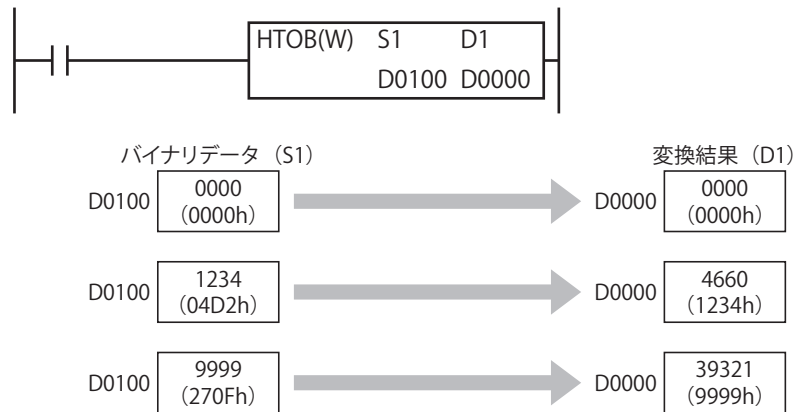 HTOB(W) S1 D1
D0100 D0000
バイナリデータ（S1） 変換結果（D1）
D0100 0000 （0000h） D0000 0000 （0000h）
D0100 1234 （04D2h） D0000 4660 （1234h）
D0100 9999 （270Fh） D0000 39321 （9999h）